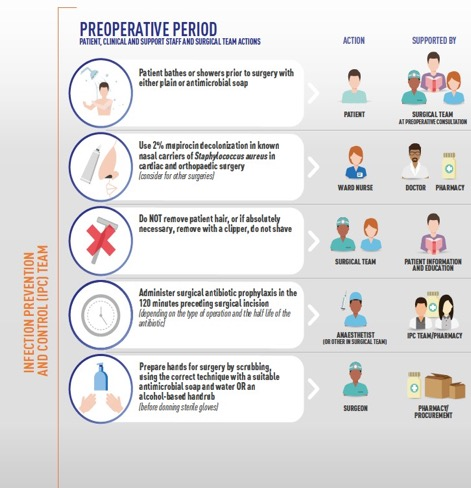 PREOPERATIVE PERIOD
PATIENT, CLINICAL AND SUPPORT STAFF AND SURGICAL TEAM ACTIONS
ACTION
SUPPORTED BY
Patient bathes or showers prior to surgery with
either plain or antimicrobial soap
PATIENT
SURGICAL TEAM
AT PREOPERATIVE CONSULTATION
Use 2% mupirocin decolonization in known
nasal carriers of Staphylococcus aureus in
cardiac and orthopaedic surgery
(consider for other surgeries)
WARD NURSE
DOCTOR
PHARMACY
Do NOT remove patient hair, or if absolutely
necessary, remove with a clipper, do not shave
SURGICAL TEAM
PATIENT INFORMATION
AND EDUCATION
Administer surgical antibiotic prophylaxis in the
120 minutes preceding surgical incision
(depending on the type of operation and the half life of the
antibiotic)
ANAESTHETIST
(OR OTHER IN SURGICAL TEAM)
IPC TEAM/PHARMACY
Prepare hands for surgery by scrubbing,
using the correct technique with a suitable
antimicrobial soap and water OR an
alcohol-based handrub
(before donning sterile gloves)
SURGEON
PHARMACY/
PROCUREMENT
INFECTION PREVENTION
AND CONTROL (IPC) TEAM